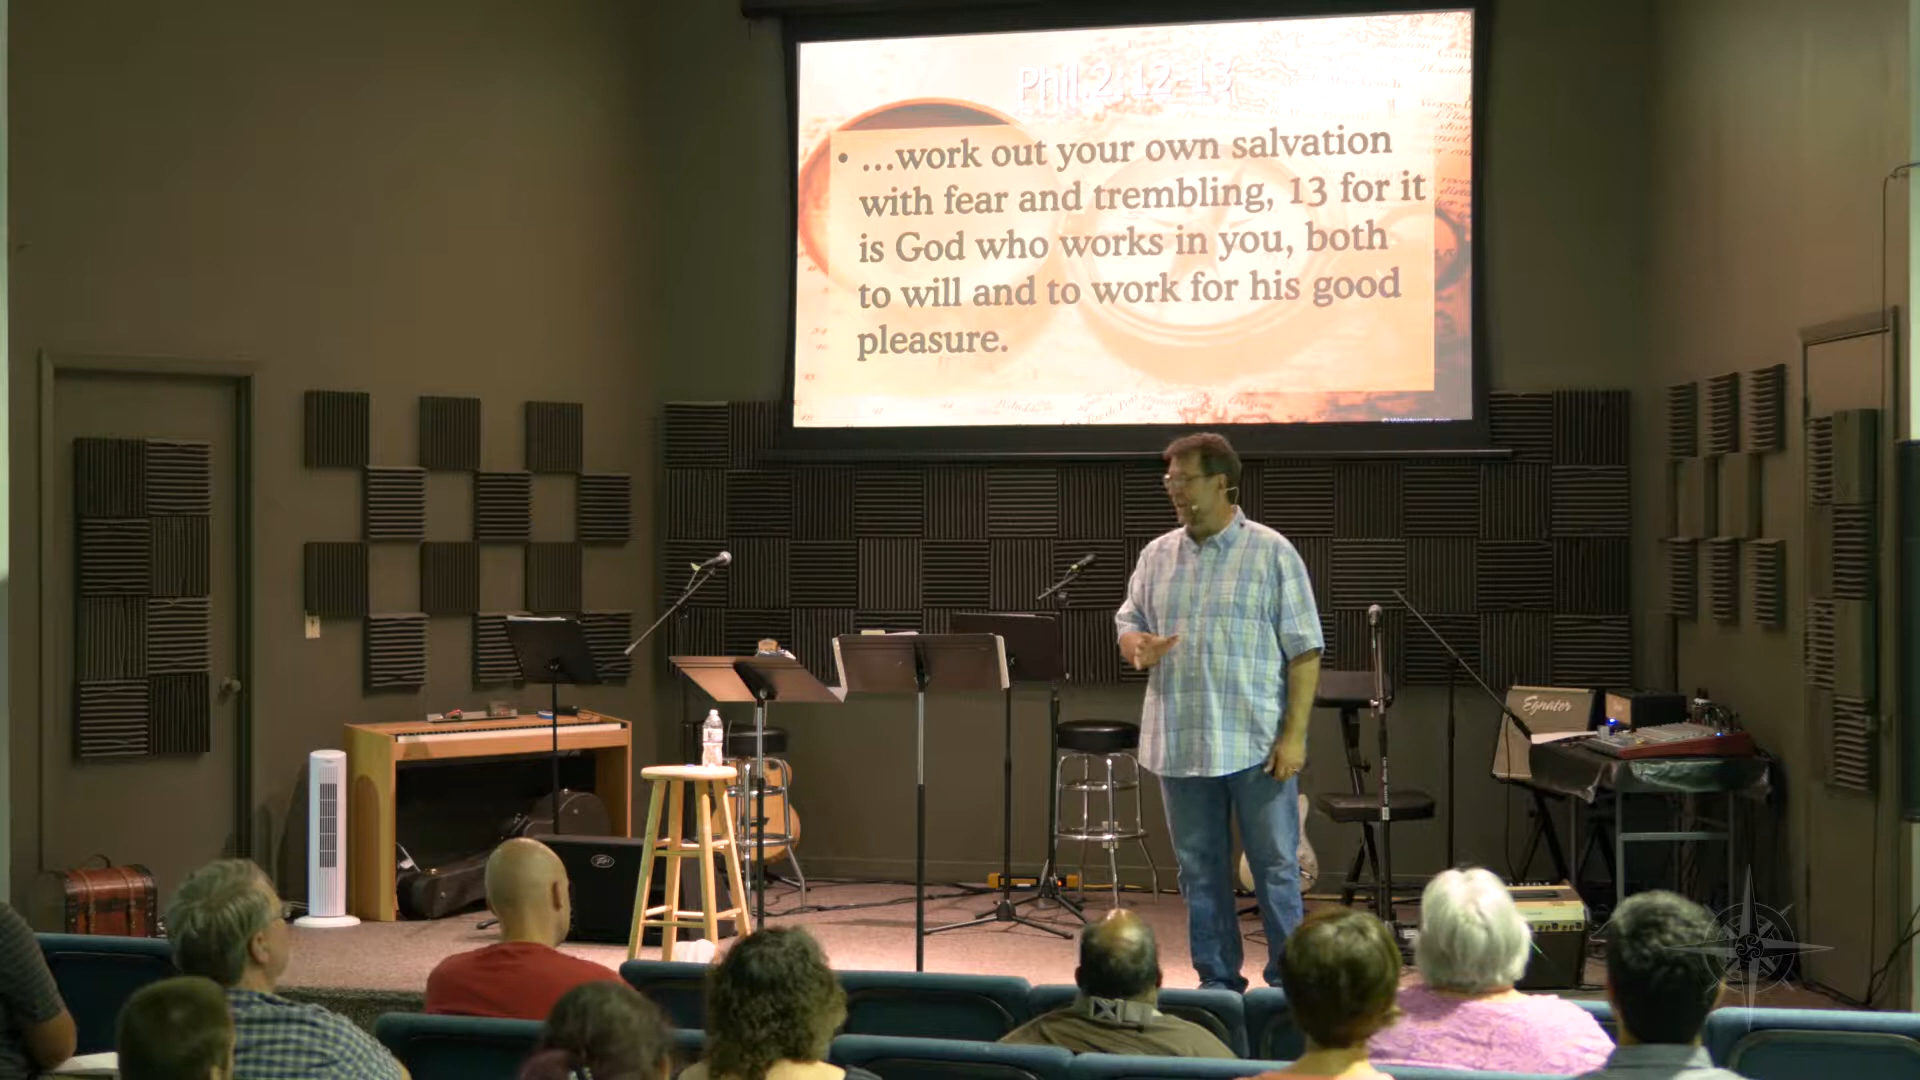 Phil.2;12-13
• …work out your own salvation
with fear and trembling, 13 for it
is God who works in you, both
to will and to work for his good
pleasure.
Egnater